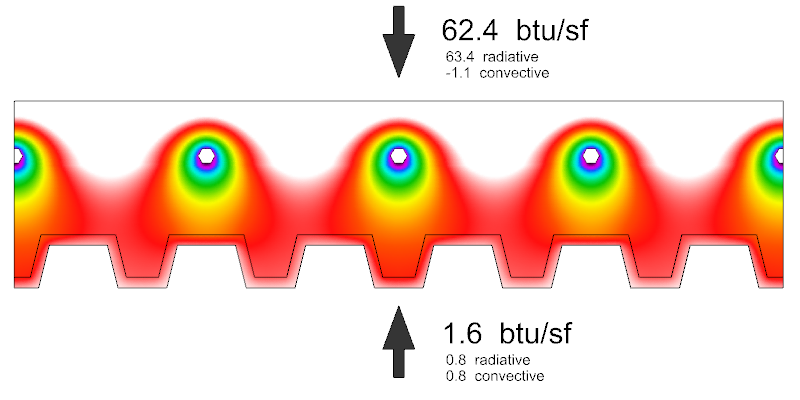 62.4 btu/sf
63.4 radiative
-1.1 convective
1.6 btu/sf
0.8 radiative
0.8 convective